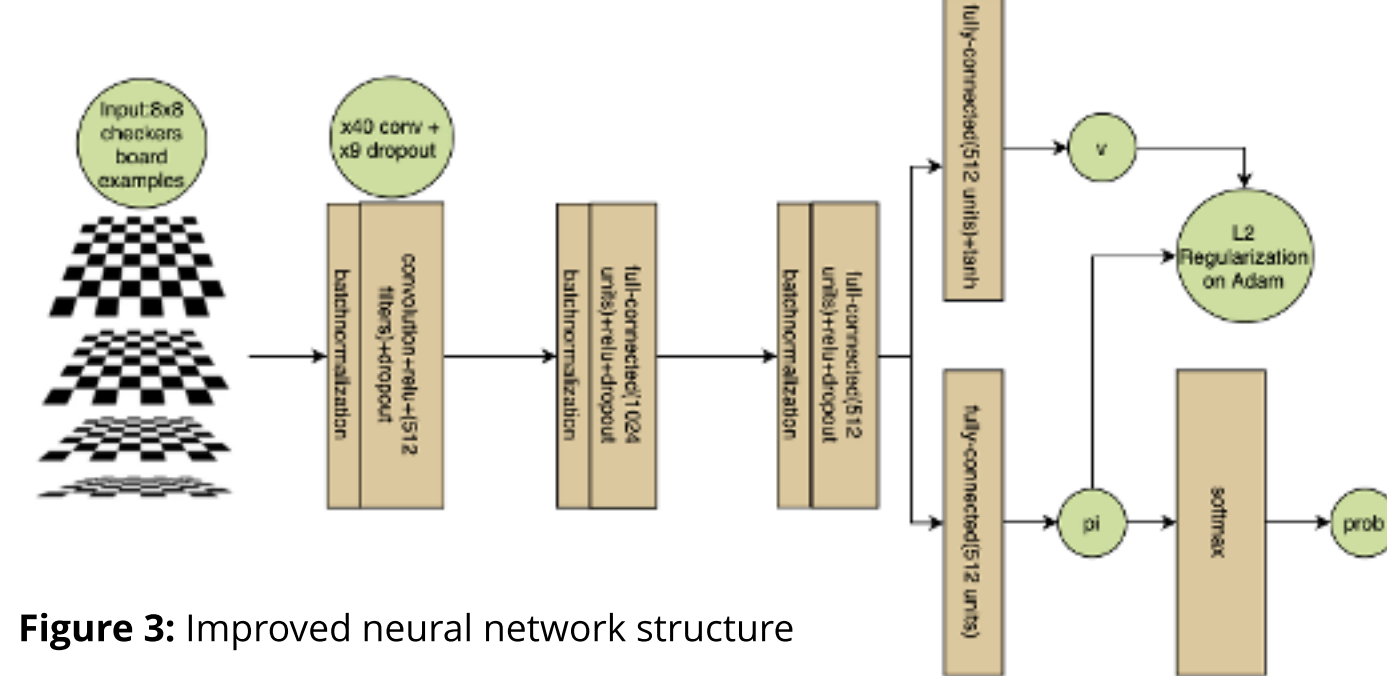 Input:8x8
checkers
board
examples
x40 conv +
x9 dropout
batchnormalization
convolution+relu+(512
filters)+dropout
batchnormalization
full-connected(1024
units)+relu+dropout
batchnormalization
full-connected(512
units)+relu+dropout
fully-connected(512 units)+tanh
v
L2
Regularization
on Adam
fully-connected(512 units)
pi
softmax
prob
Figure 3: Improved neural network structure